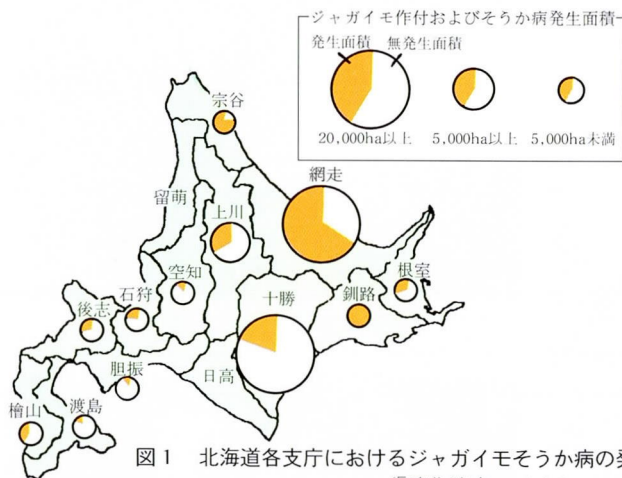 ジャガイモ作付およびそうか病発生面積
発生面積
無発生面積
20,000ha以上
5,000ha以上
5,000ha未満
宗谷
網走
留萌
上川
空知
石狩
後志
十勝
釧路
根室
胆振
日高
檜山
渡島
図1 北海道各支庁におけるジャガイモそうか病の